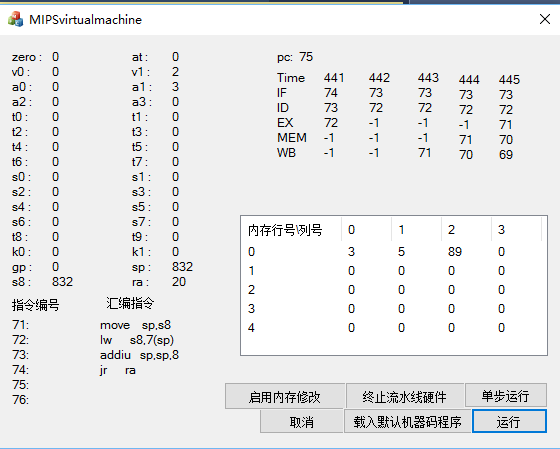 MIPSvirtualmachine
zero : 0 at : 0 pc: 75
v0 : 0 v1 : 2 Time 441 442 443 444 445
a0 : 0 a1 : 3 IF 74 73 73 73 73
a2 : 0 a3 : 0 ID 73 72 72 72 72
t0 : 0 t1 : 0 EX 72 -1 -1 -1 71
t2 : 0 t3 : 0 MEM -1 -1 -1 71 70
t4 : 0 t5 : 0 WB -1 -1 71 70 69
t6 : 0 t7 : 0
s0 : 0 s1 : 0
s2 : 0 s3 : 0
s4 : 0 s5 : 0
s6 : 0 s7 : 0
t8 : 0 t9 : 0
k0 : 0 k1 : 0
gp : 0 sp : 832
s8 : 832 ra : 20
内存行号\列号 0 1 2 3
0 3 5 89 0
1 0 0 0 0
2 0 0 0 0
3 0 0 0 0
4 0 0 0 0
指令编号 汇编指令
71: move sp,s8
72: lw s8,7(sp)
73: addiu sp,sp,8
74: jr ra
75:
76:
启用内存修改 终止流水线硬件 单步运行
取消 载入默认机器码程序 运行